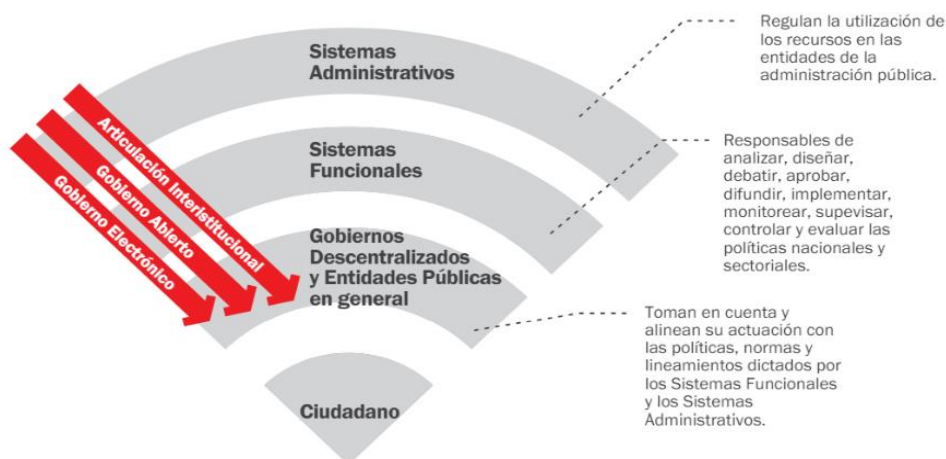 Sistemas
Administrativos
Regulan la utilización de
los recursos en las
entidades de la
administración pública.
Articulación Interistitucional
Gobierno Abierto
Gobierno Electrónico
Sistemas
Funcionales
Responsables de
analizar, diseñar,
debatir, aprobar,
difundir, implementar,
monitorear, supevisar,
controlar y evaluar las
políticas nacionales y
sectoriales.
Gobiernos
Descentralizados
y Entidades Públicas
en general
Toman en cuenta y
alinean su actuación con
las políticas, normas y
lineamientos dictados por
los Sistemas Funcionales
y los Sistemas
Administrativos.
Ciudadano